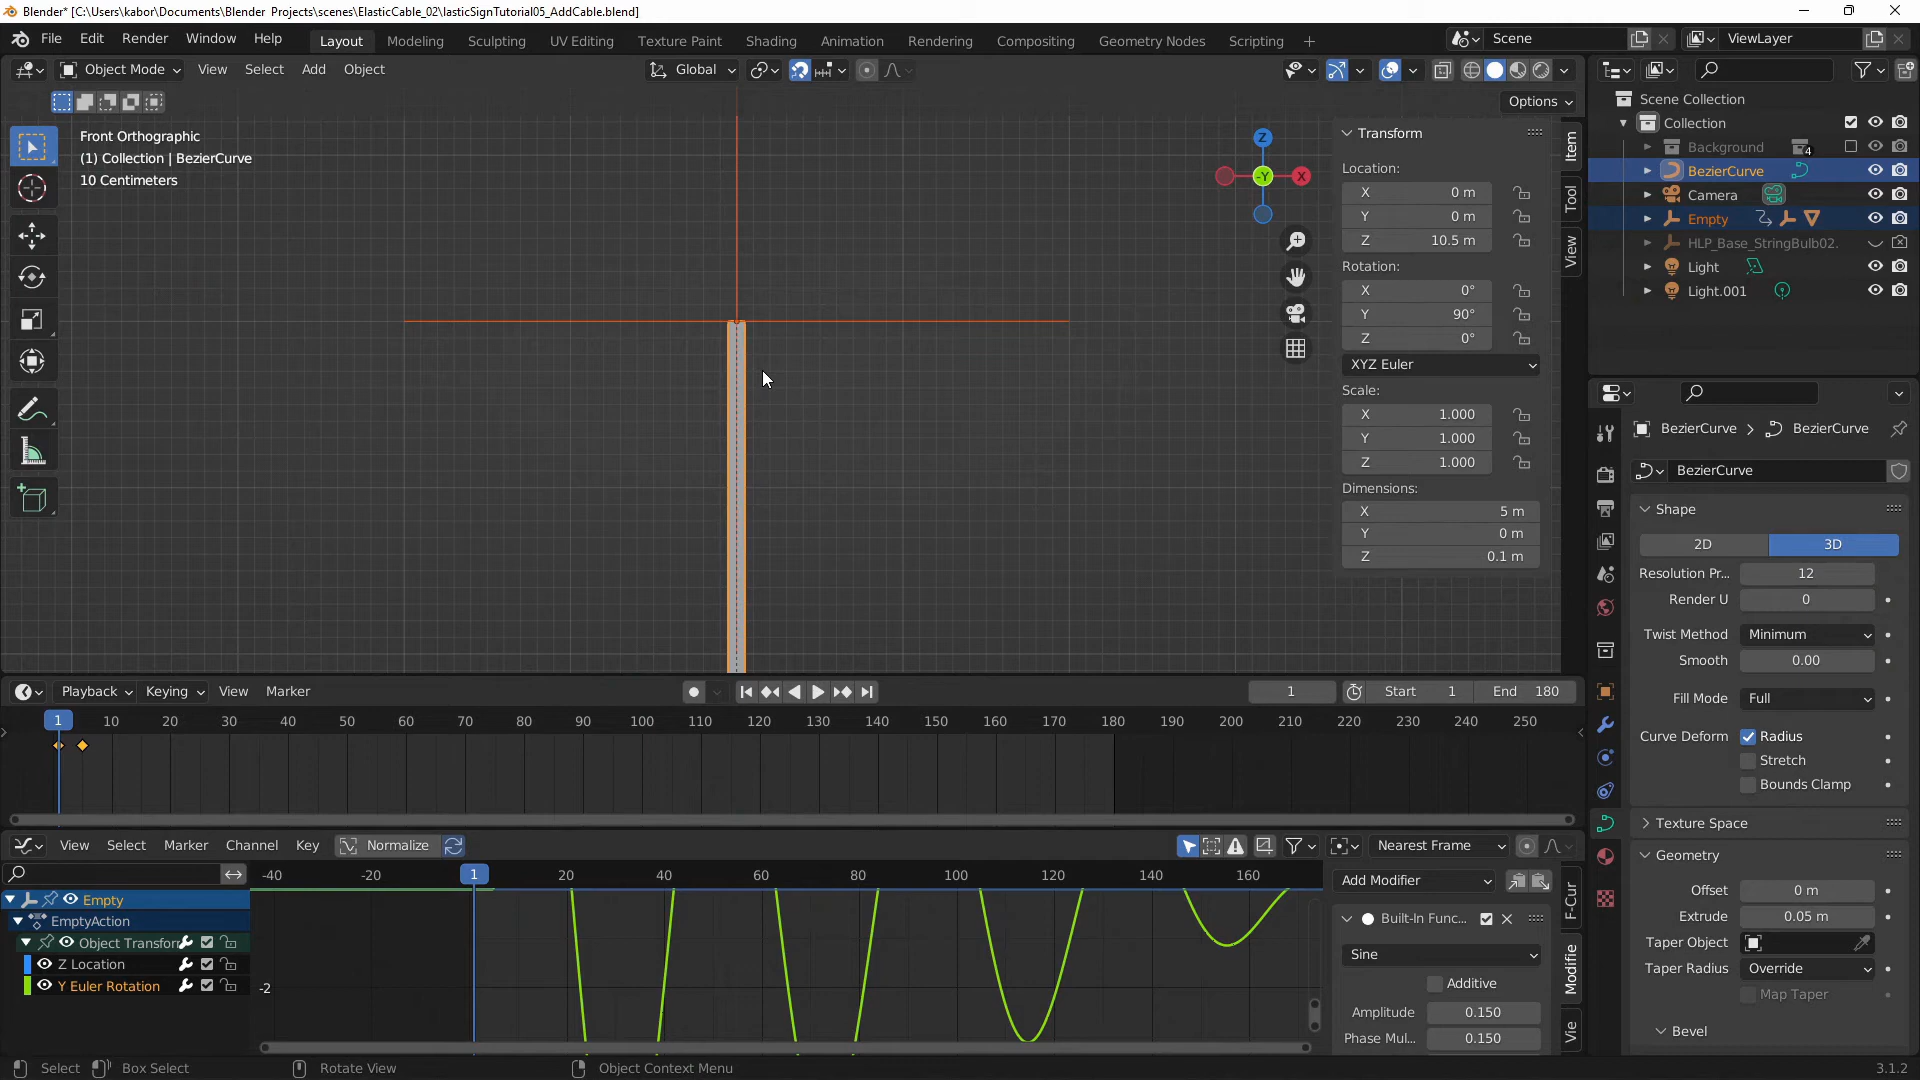 Blender* [C:\Users\kabor\Documents\Blender Projects\scenes\ElasticCable_02\lasticSignTutorial05_AddCable.blend]
File Edit Render Window Help
Layout Modeling Sculpting UV Editing Texture Paint Shading Animation Rendering Compositing Geometry Nodes Scripting +
Scene
ViewLayer
Object Mode View Select Add Object
Global
Options
Front Orthographic
(1) Collection | BezierCurve
10 Centimeters
Z
X
-Y
Transform
Location:
X 0 m
Y 0 m
Z 10.5 m
Rotation:
X 0°
Y 90°
Z 0°
XYZ Euler
Scale:
X 1.000
Y 1.000
Z 1.000
Dimensions:
X 5 m
Y 0 m
Z 0.1 m
Item
Tool
View
Scene Collection
Collection
Background 4
BezierCurve
Camera
Empty
HLP_Base_StringBulb02.
Light
Light.001
BezierCurve > BezierCurve
BezierCurve
Shape
2D 3D
Resolution Pr... 12
Render U 0
Twist Method Minimum
Smooth 0.00
Fill Mode Full
Curve Deform Radius
Stretch
Bounds Clamp
Texture Space
Geometry
Offset 0 m
Extrude 0.05 m
Taper Object
Taper Radius Override
Map Taper
Bevel
Playback Keying View Marker
1 Start 1 End 180
1 10 20 30 40 50 60 70 80 90 100 110 120 130 140 150 160 170 180 190 200 210 220 230 240 250
View Select Marker Channel Key Normalize
Nearest Frame
-40 -20 1 20 40 60 80 100 120 140 160
Empty
EmptyAction
Object Transform
Z Location
Y Euler Rotation
-2
Add Modifier
Built-In Func...
Sine
Additive
Amplitude 0.150
Phase Mul... 0.150
F-Cur
Modifie
Vie
Select Box Select Rotate View Object Context Menu
3.1.2